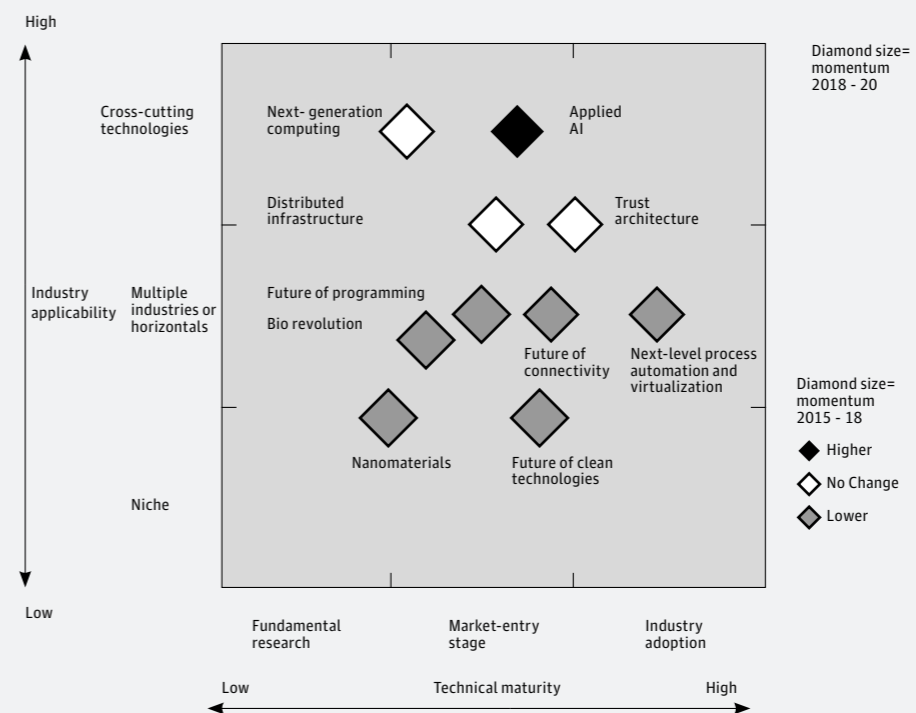 High
Diamond size=
momentum
2018 - 20
Cross-cutting
technologies
Next- generation
computing
Applied
AI
Distributed
infrastructure
Trust
architecture
Industry
applicability
Multiple
industries or
horizontals
Future of programming
Bio revolution
Future of
connectivity
Next-level process
automation and
virtualization
Diamond size=
momentum
2015 - 18
Higher
No Change
Lower
Nanomaterials
Future of clean
technologies
Niche
Low
Fundamental
research
Market-entry
stage
Industry
adoption
Low
Technical maturity
High